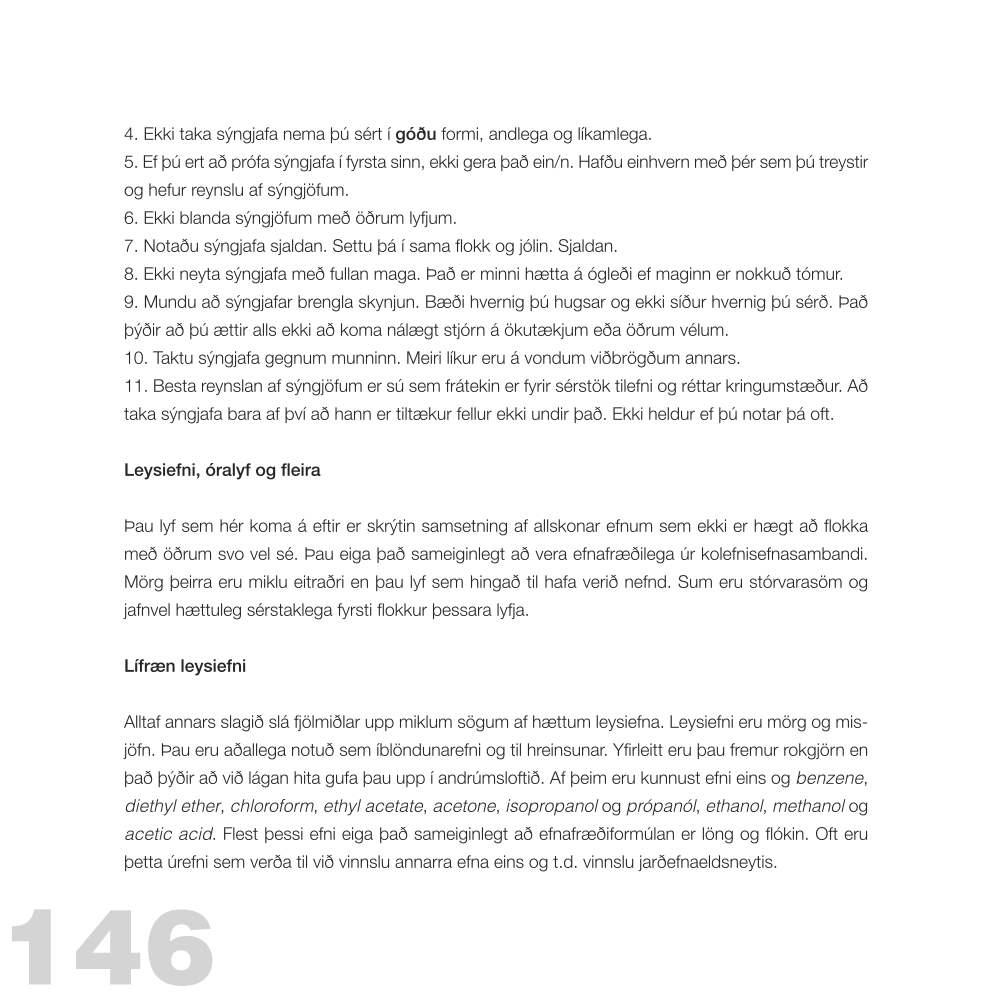 4. Ekki taka sýngjafa nema þú sért í góðu formi, andlega og líkamlega.
5. Ef þú ert að prófa sýngjafa í fyrsta sinn, ekki gera það ein/n. Hafðu einhvern með þér sem þú treystir
og hefur reynslu af sýngjöfum.
6. Ekki blanda sýngjöfum með öðrum lyfjum.
7. Notaðu sýngjafa sjaldan. Settu þá í sama flokk og jólin. Sjaldan.
8. Ekki neyta sýngjafa með fullan maga. Það er minni hætta á ógleði ef maginn er nokkuð tómur.
9. Mundu að sýngjafar brengla skynjun. Bæði hvernig þú hugsar og ekki síður hvernig þú sérð. Það
þýðir að þú ættir alls ekki að koma nálægt stjórn á ökutækjum eða öðrum vélum.
10. Taktu sýngjafa gegnum munninn. Meiri líkur eru á vondum viðbrögðum annars.
11. Besta reynslan af sýngjöfum er sú sem frátekin er fyrir sérstök tilefni og réttar kringumstæður. Að
taka sýngjafa bara af því að hann er tiltækur fellur ekki undir það. Ekki heldur ef þú notar þá oft.
Leysiefni, óralyf og fleira
Þau lyf sem hér koma á eftir er skrýtin samsetning af allskonar efnum sem ekki er hægt að flokka
með öðrum svo vel sé. Þau eiga það sameiginlegt að vera efnafræðilega úr kolefnisefnasambandi.
Mörg þeirra eru miklu eitraðri en þau lyf sem hingað til hafa verið nefnd. Sum eru stórvarasöm og
jafnvel hættuleg sérstaklega fyrsti flokkur þessara lyfja.
Lífræn leysiefni
Alltaf annars slagið slá fjölmiðlar upp miklum sögum af hættum leysiefna. Leysiefni eru mörg og mis-
jöfn. Þau eru aðallega notuð sem íblöndunarefni og til hreinsunar. Yfirleitt eru þau fremur rokgjörn en
það þýðir að við lágan hita gufa þau upp í andrúmsloftið. Af þeim eru kunnust efni eins og benzene,
diethyl ether, chloroform, ethyl acetate, acetone, isopropanol og própanól, ethanol, methanol og
acetic acid. Flest þessi efni eiga það sameiginlegt að efnafræðiformúlan er löng og flókin. Oft eru
þetta úrefni sem verða til við vinnslu annarra efna eins og t.d. vinnslu jarðefnaeldsneytis.
146